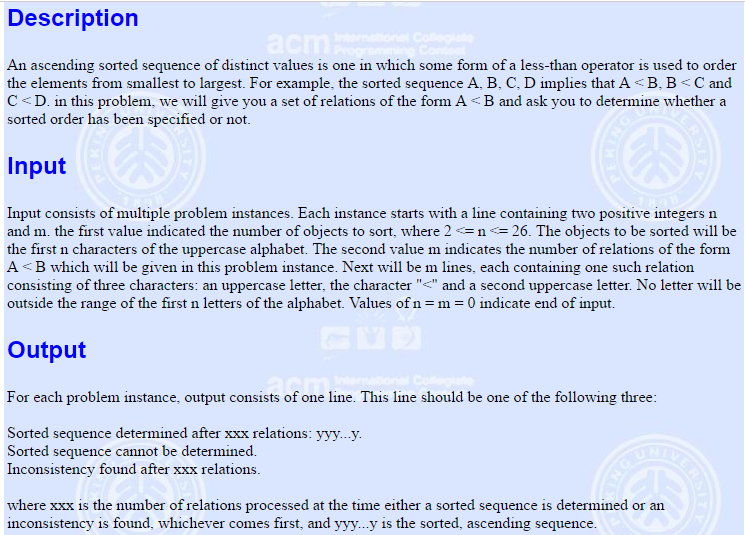 Description
An ascending sorted sequence of distinct values is one in which some form of a less-than operator is used to order
the elements from smallest to largest. For example, the sorted sequence A, B, C, D implies that A < B, B < C and
C < D. in this problem, we will give you a set of relations of the form A < B and ask you to determine whether a
sorted order has been specified or not.
Input
Input consists of multiple problem instances. Each instance starts with a line containing two positive integers n
and m. the first value indicated the number of objects to sort, where 2 <= n <= 26. The objects to be sorted will be
the first n characters of the uppercase alphabet. The second value m indicates the number of relations of the form
A < B which will be given in this problem instance. Next will be m lines, each containing one such relation
consisting of three characters: an uppercase letter, the character "<" and a second uppercase letter. No letter will be
outside the range of the first n letters of the alphabet. Values of n = m = 0 indicate end of input.
Output
For each problem instance, output consists of one line. This line should be one of the following three:
Sorted sequence determined after xxx relations: yyy...y.
Sorted sequence cannot be determined.
Inconsistency found after xxx relations.
where xxx is the number of relations processed at the time either a sorted sequence is determined or an
inconsistency is found, whichever comes first, and yyy...y is the sorted, ascending sequence.